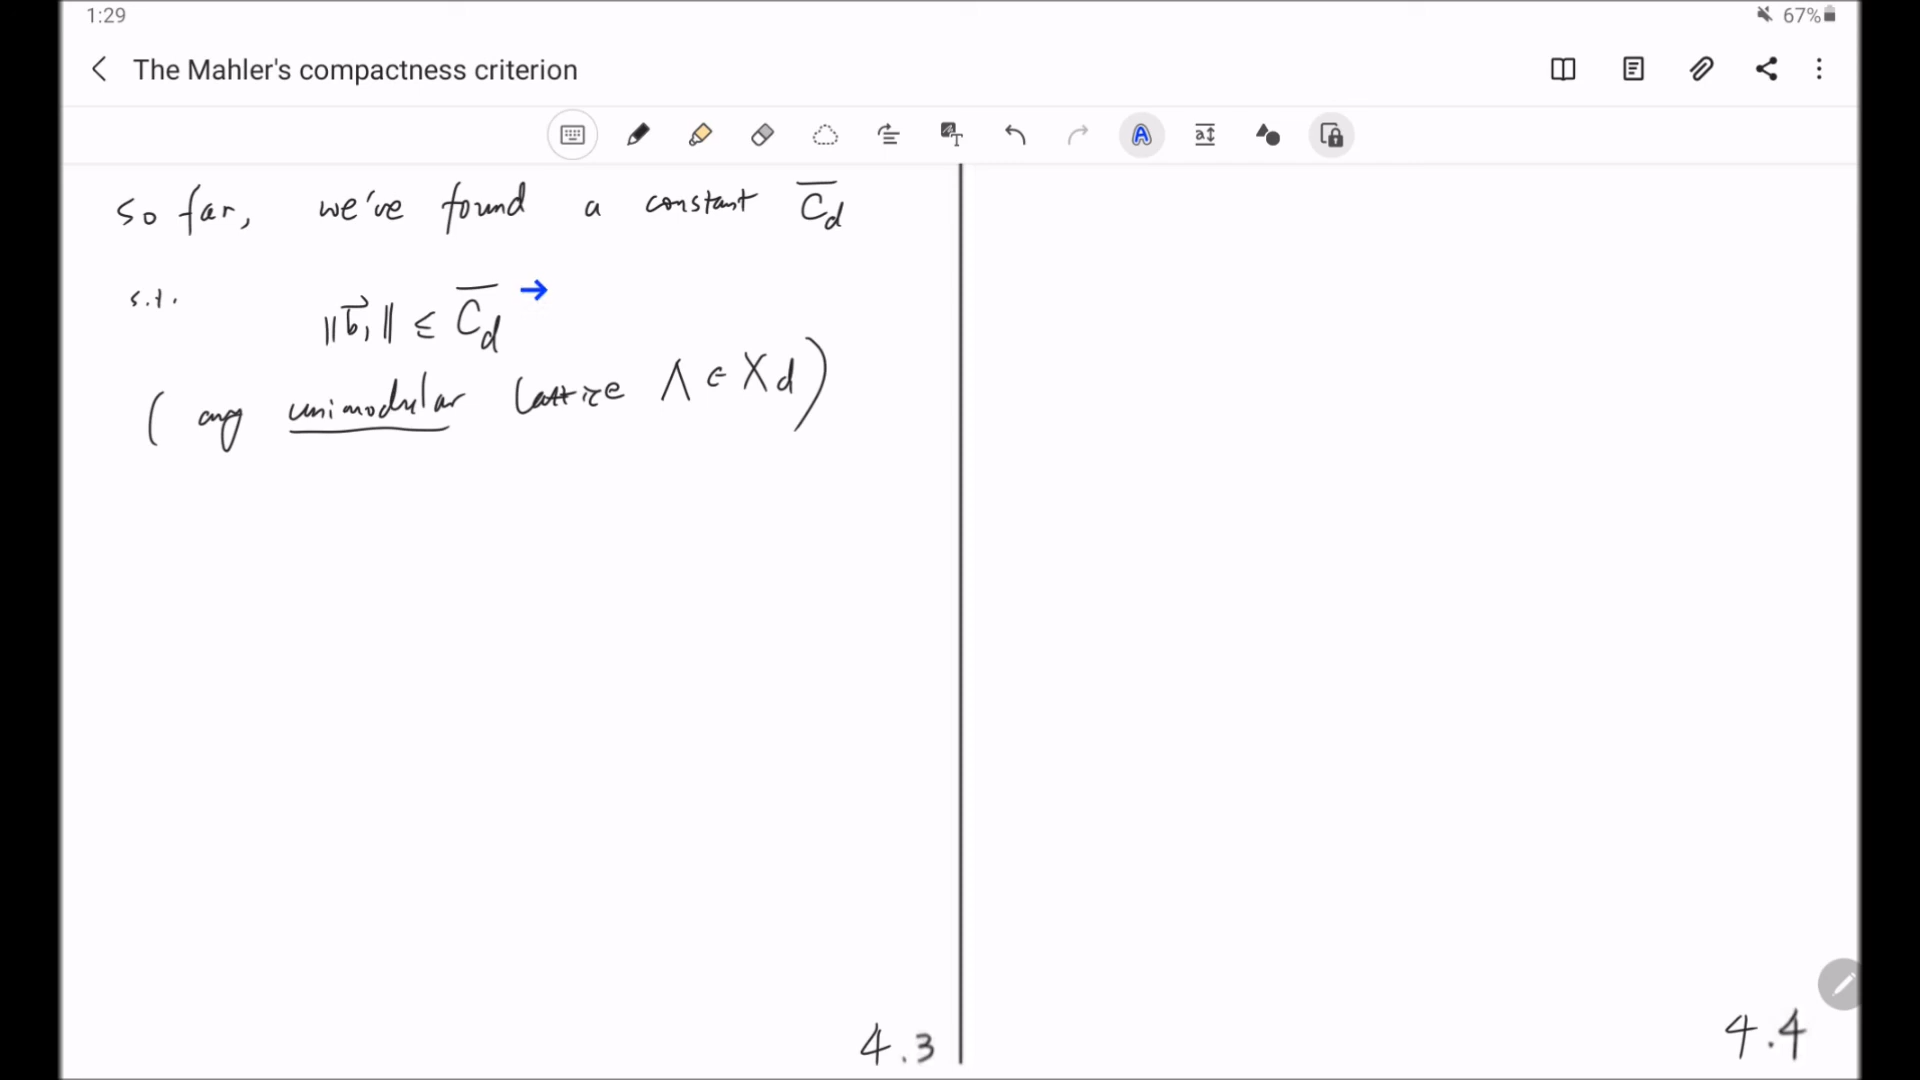 1:29
67%
The Mahler's compactness criterion
So far, we've found a constant C̅d
s.t.
||b⃗₁|| ≤ C̅d
( any unimodular lattice Λ ∈ Xd )
4.3
4.4